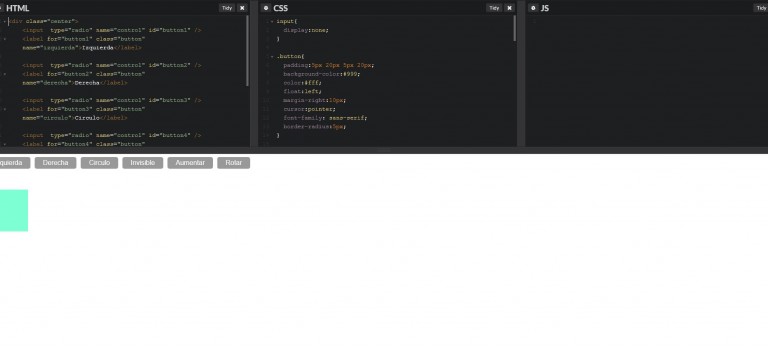 HTML
Tidy
<div class="center">
<input type="radio" name="control" id="button1" />
<label for="button1" class="button"
name="izquierda">Izquierda</label>
<input type="radio" name="control" id="button2" />
<label for="button2" class="button"
name="derecha">Derecha</label>
<input type="radio" name="control" id="button3" />
<label for="button3" class="button"
name="circulo">Circulo</label>
<input type="radio" name="control" id="button4" />
<label for="button4" class="button"
CSS
Tidy
input{
display:none;
}
.button{
padding:5px 20px 5px 20px;
background-color:#999;
color:#fff;
float:left;
margin-right:10px;
cursor:pointer;
font-family: sans-serif;
border-radius:5px;
}
JS
Tidy
quierda Derecha Circulo Invisible Aumentar Rotar